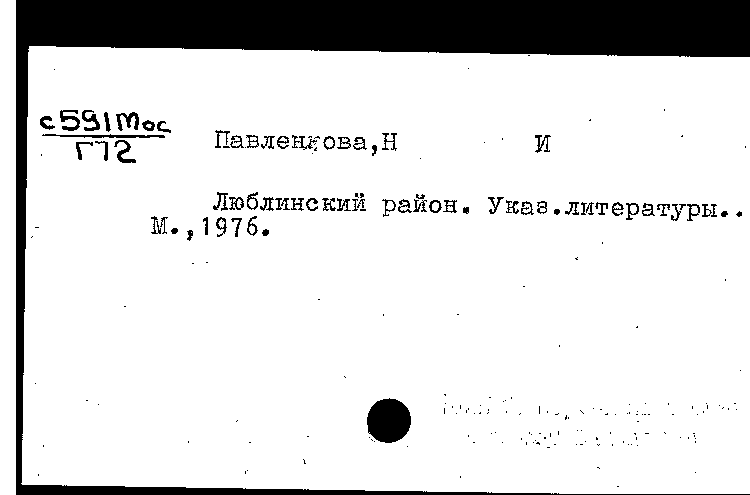 с591Мос
Г72
Павленкова,Н И
Люблинский район. Указ.литературы..
М.,1976.